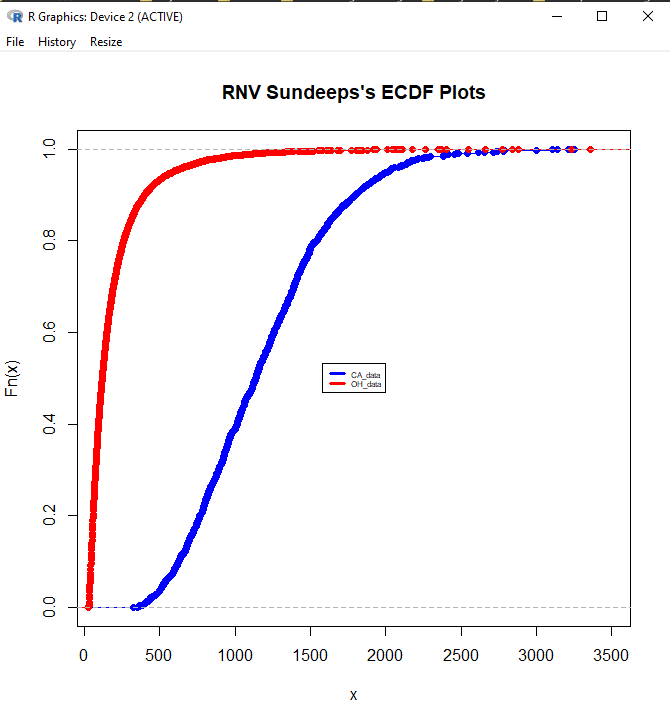 R Graphics: Device 2 (ACTIVE)
File History Resize
RNV Sundeeps's ECDF Plots
1.0
0.8
0.6
0.4
0.2
0.0
Fn(x)
CA_data
OH_data
0 500 1000 1500 2000 2500 3000 3500
x